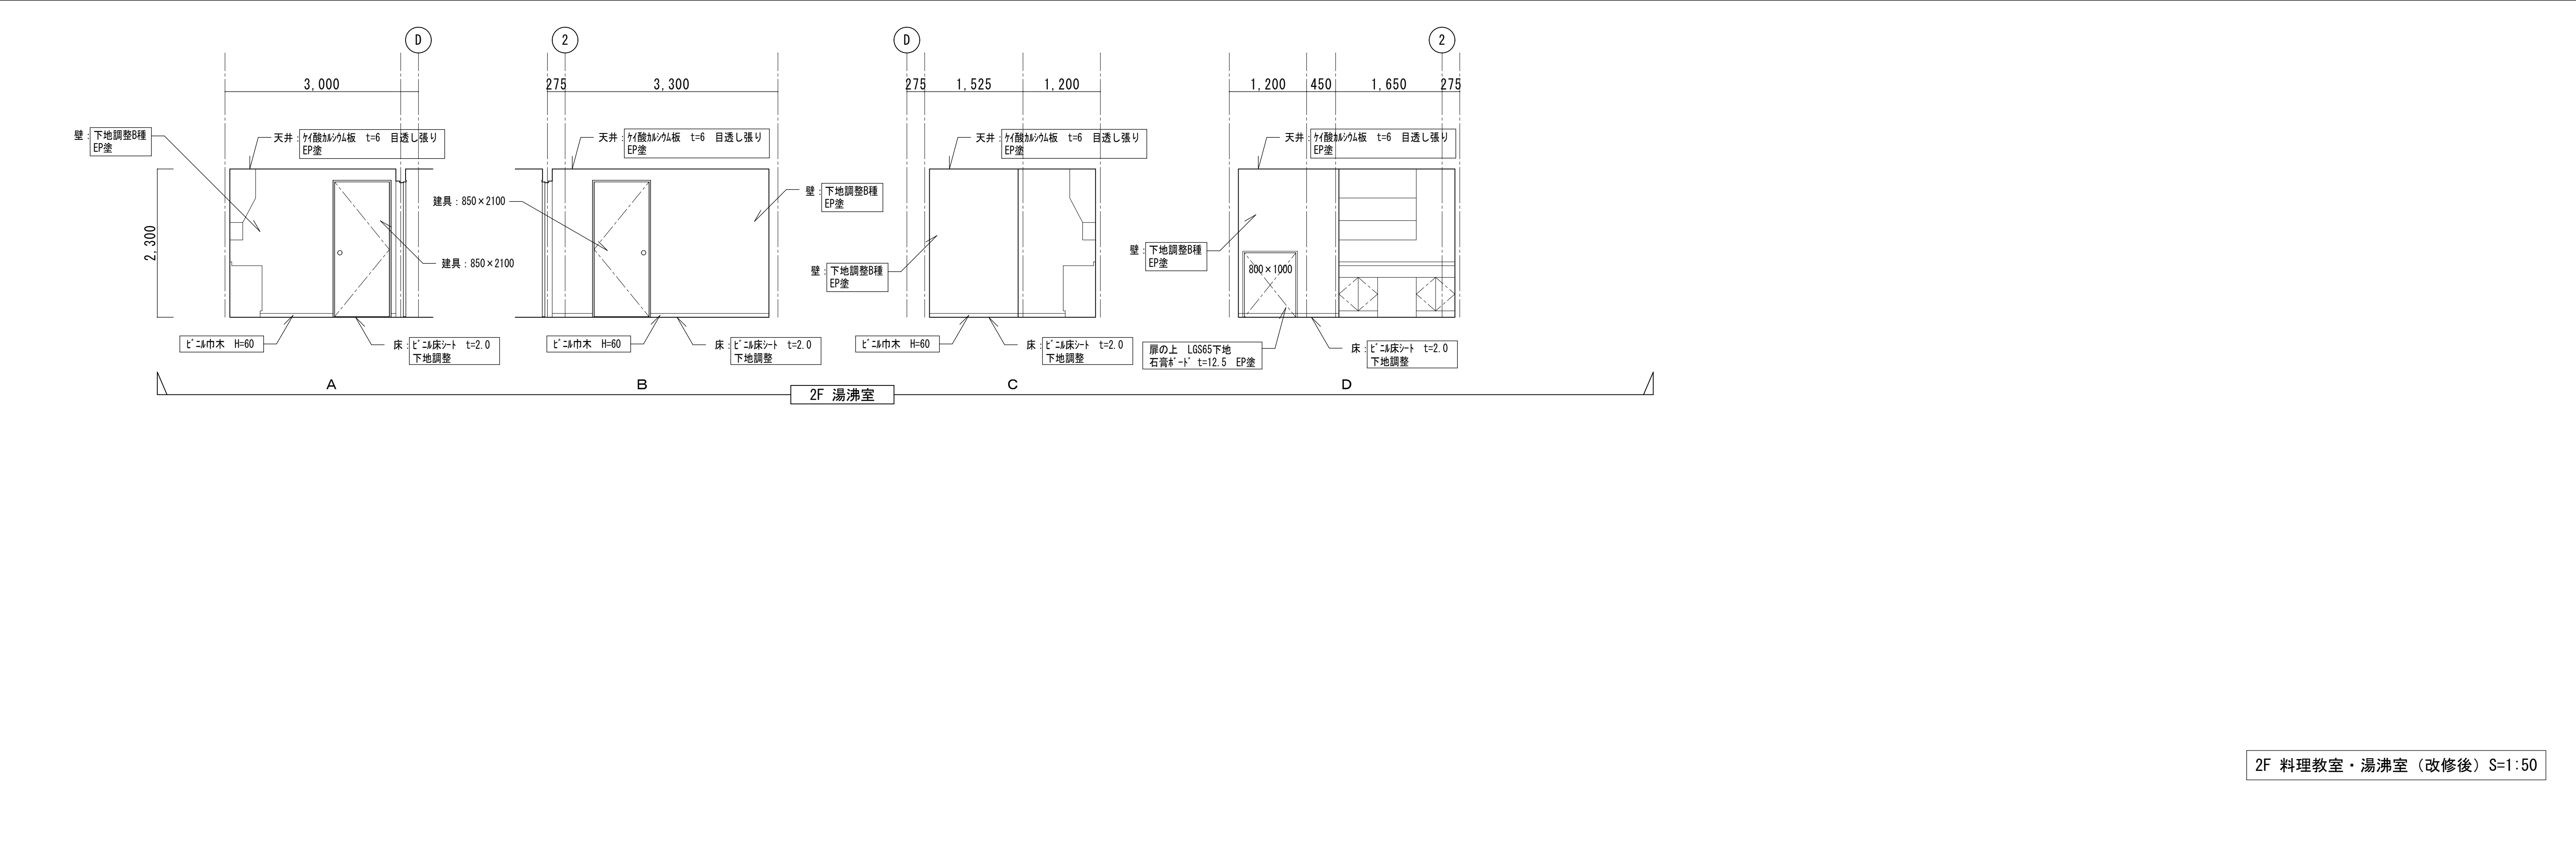 D
2
D
2
3,000
275
3,300
275
1,525
1,200
1,200
450
1,650
275
壁：下地調整B種
EP塗
天井：ｹｲ酸ｶﾙｼｳﾑ板 t=6 目透し張り
EP塗
天井：ｹｲ酸ｶﾙｼｳﾑ板 t=6 目透し張り
EP塗
天井：ｹｲ酸ｶﾙｼｳﾑ板 t=6 目透し張り
EP塗
天井：ｹｲ酸ｶﾙｼｳﾑ板 t=6 目透し張り
EP塗
2,300
建具：850×2100
建具：850×2100
壁：下地調整B種
EP塗
壁：下地調整B種
EP塗
壁：下地調整B種
EP塗
800×1000
ﾋﾞﾆﾙ巾木 H=60
床：ﾋﾞﾆﾙ床ｼｰﾄ t=2.0
下地調整
ﾋﾞﾆﾙ巾木 H=60
床：ﾋﾞﾆﾙ床ｼｰﾄ t=2.0
下地調整
ﾋﾞﾆﾙ巾木 H=60
床：ﾋﾞﾆﾙ床ｼｰﾄ t=2.0
下地調整
扉の上 LGS65下地
石膏ﾎﾞｰﾄﾞ t=12.5 EP塗
床：ﾋﾞﾆﾙ床ｼｰﾄ t=2.0
下地調整
A
B
C
D
2F 湯沸室
2F 料理教室・湯沸室（改修後）S=1:50